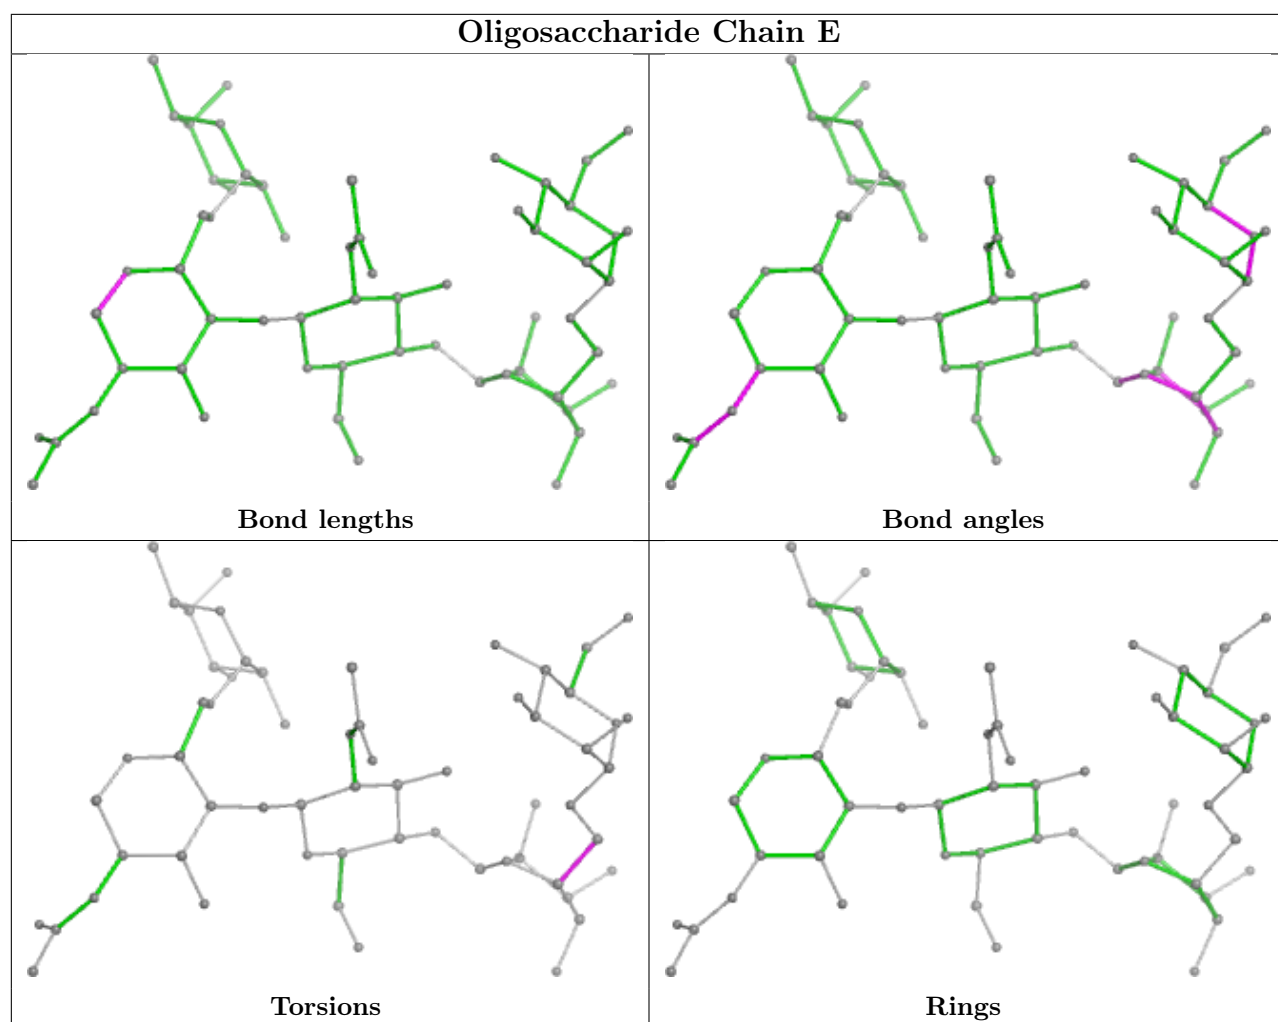 Oligosaccharide Chain E
Bond lengths
Bond angles
Torsions
Rings